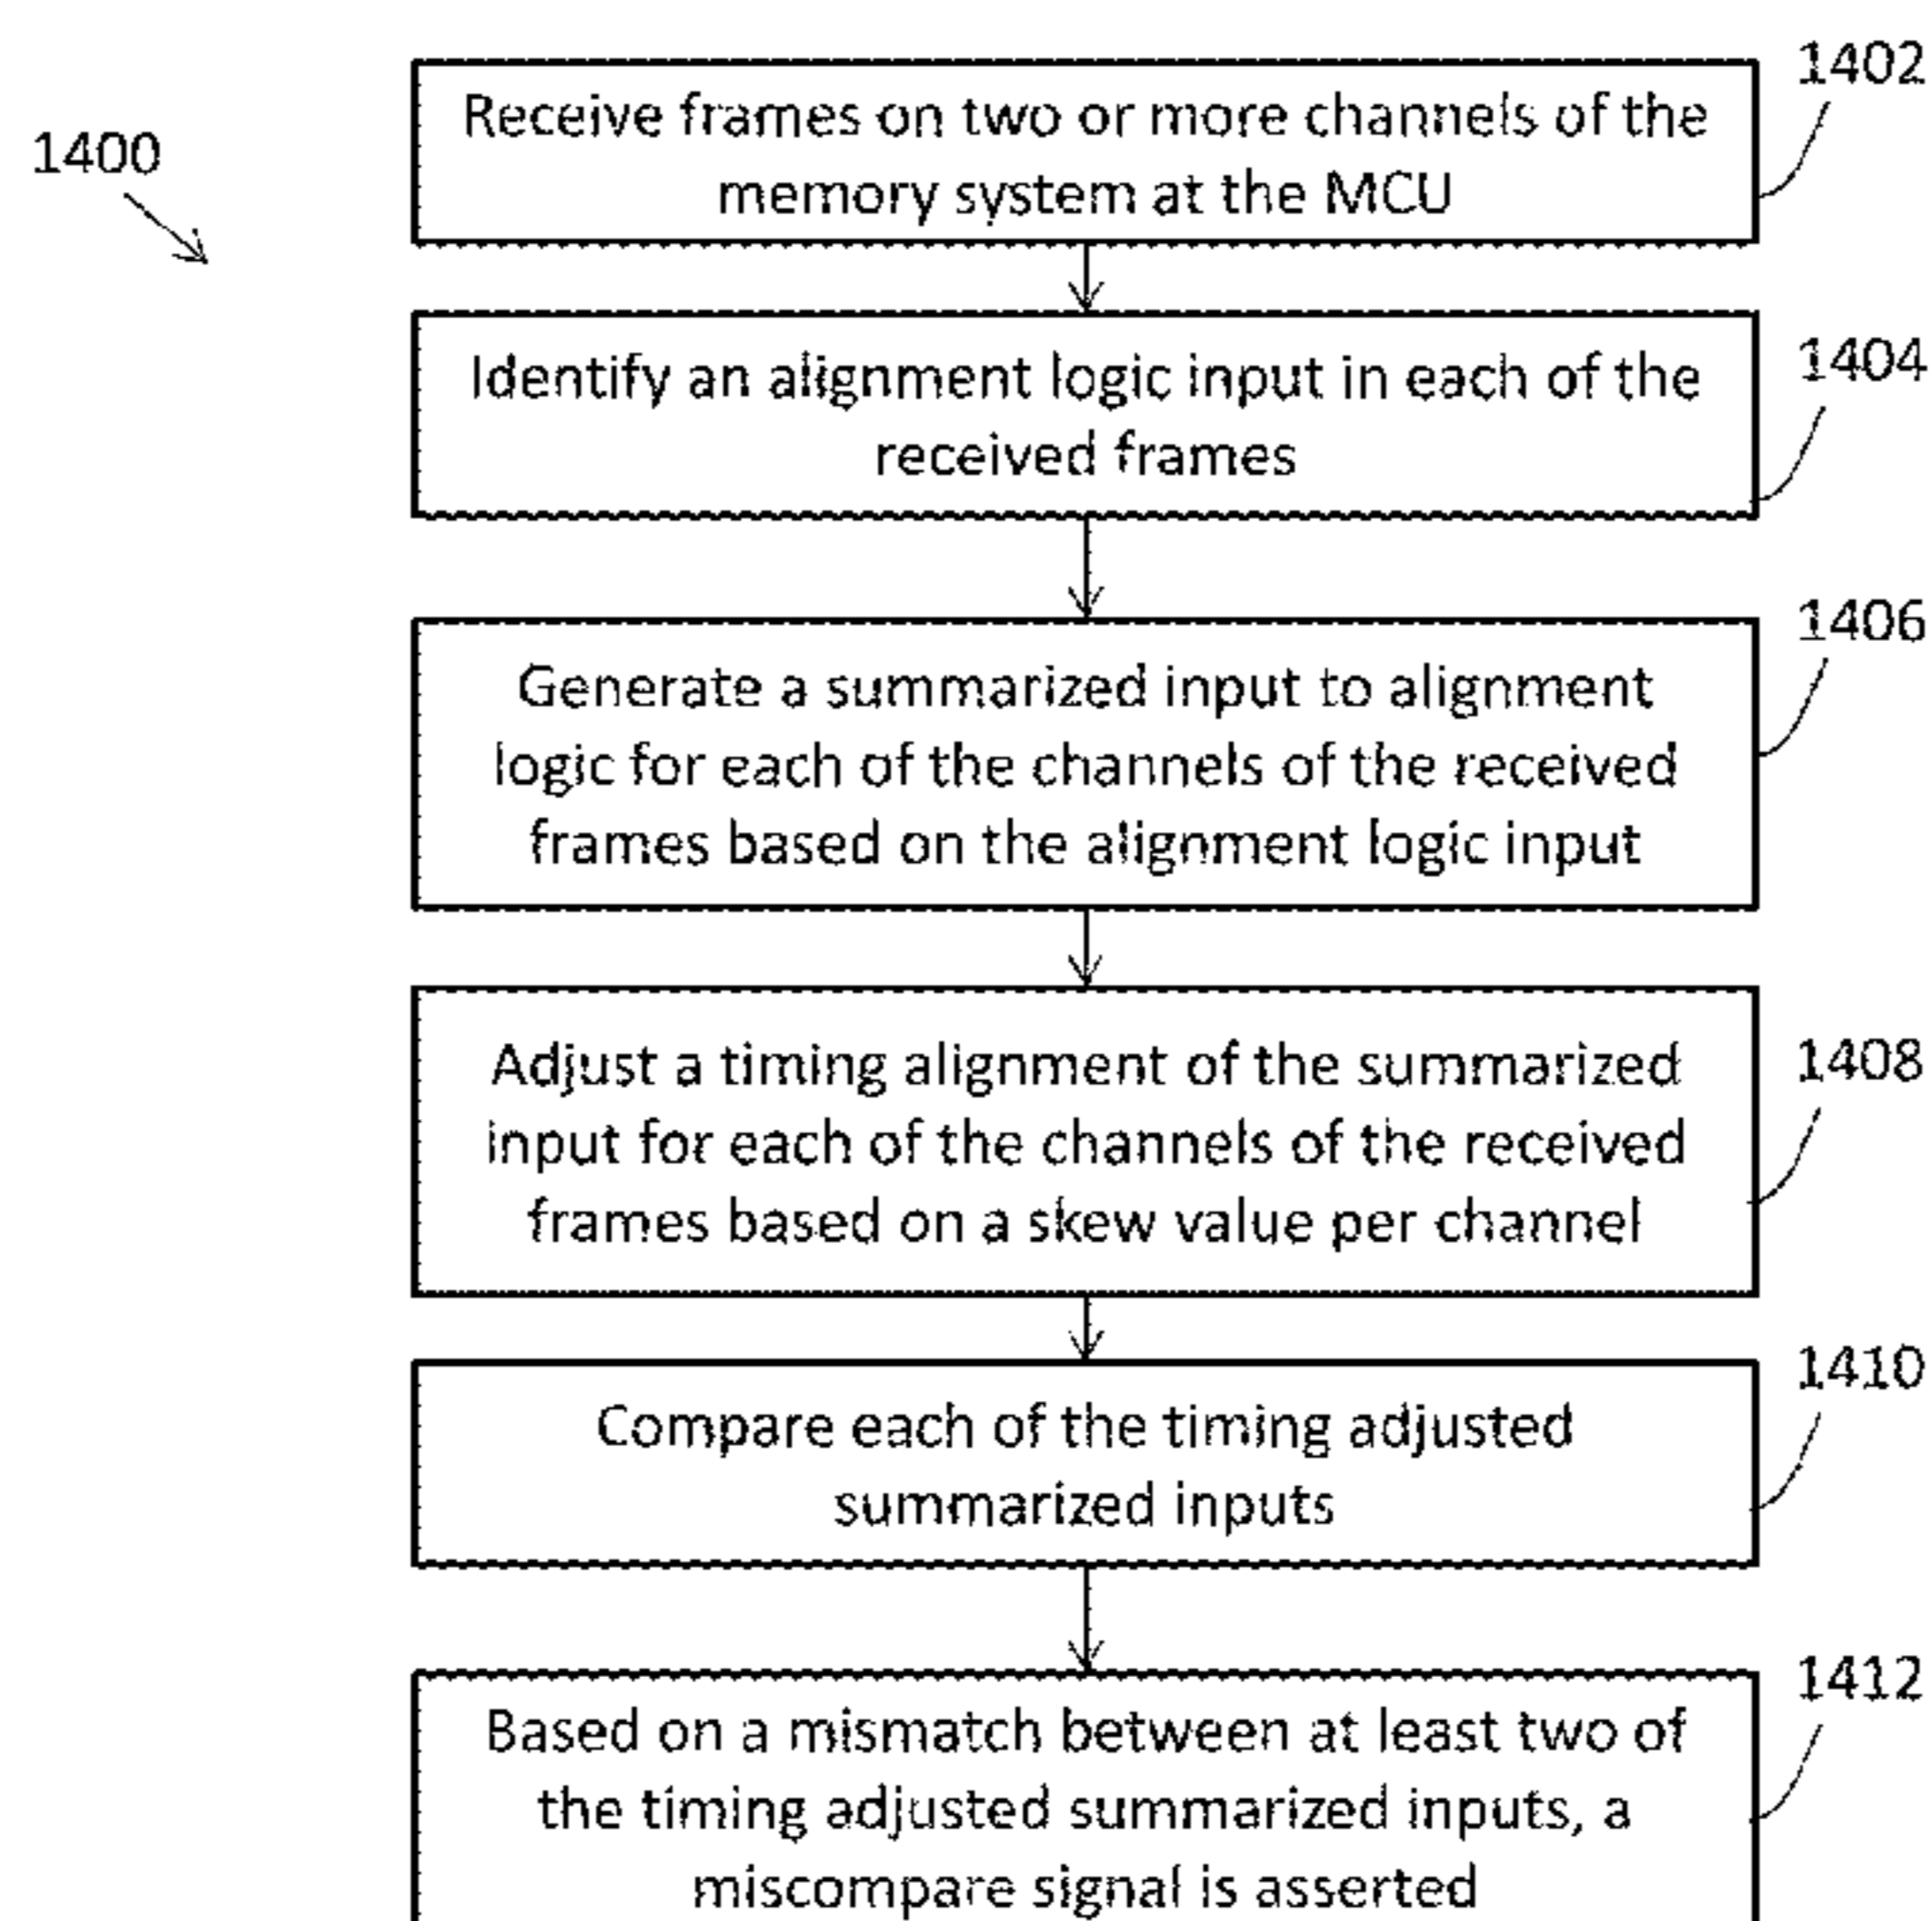 1400
1402
Receive frames on two or more channels of the
memory system at the MCU
1404
Identify an alignment logic input in each of the
received frames
1406
Generate a summarized input to alignment
logic for each of the channels of the received
frames based on the alignment logic input
1408
Adjust a timing alignment of the summarized
input for each of the channels of the received
frames based on a skew value per channel
1410
Compare each of the timing adjusted
summarized inputs
1412
Based on a mismatch between at least two of
the timing adjusted summarized inputs, a
miscompare signal is asserted